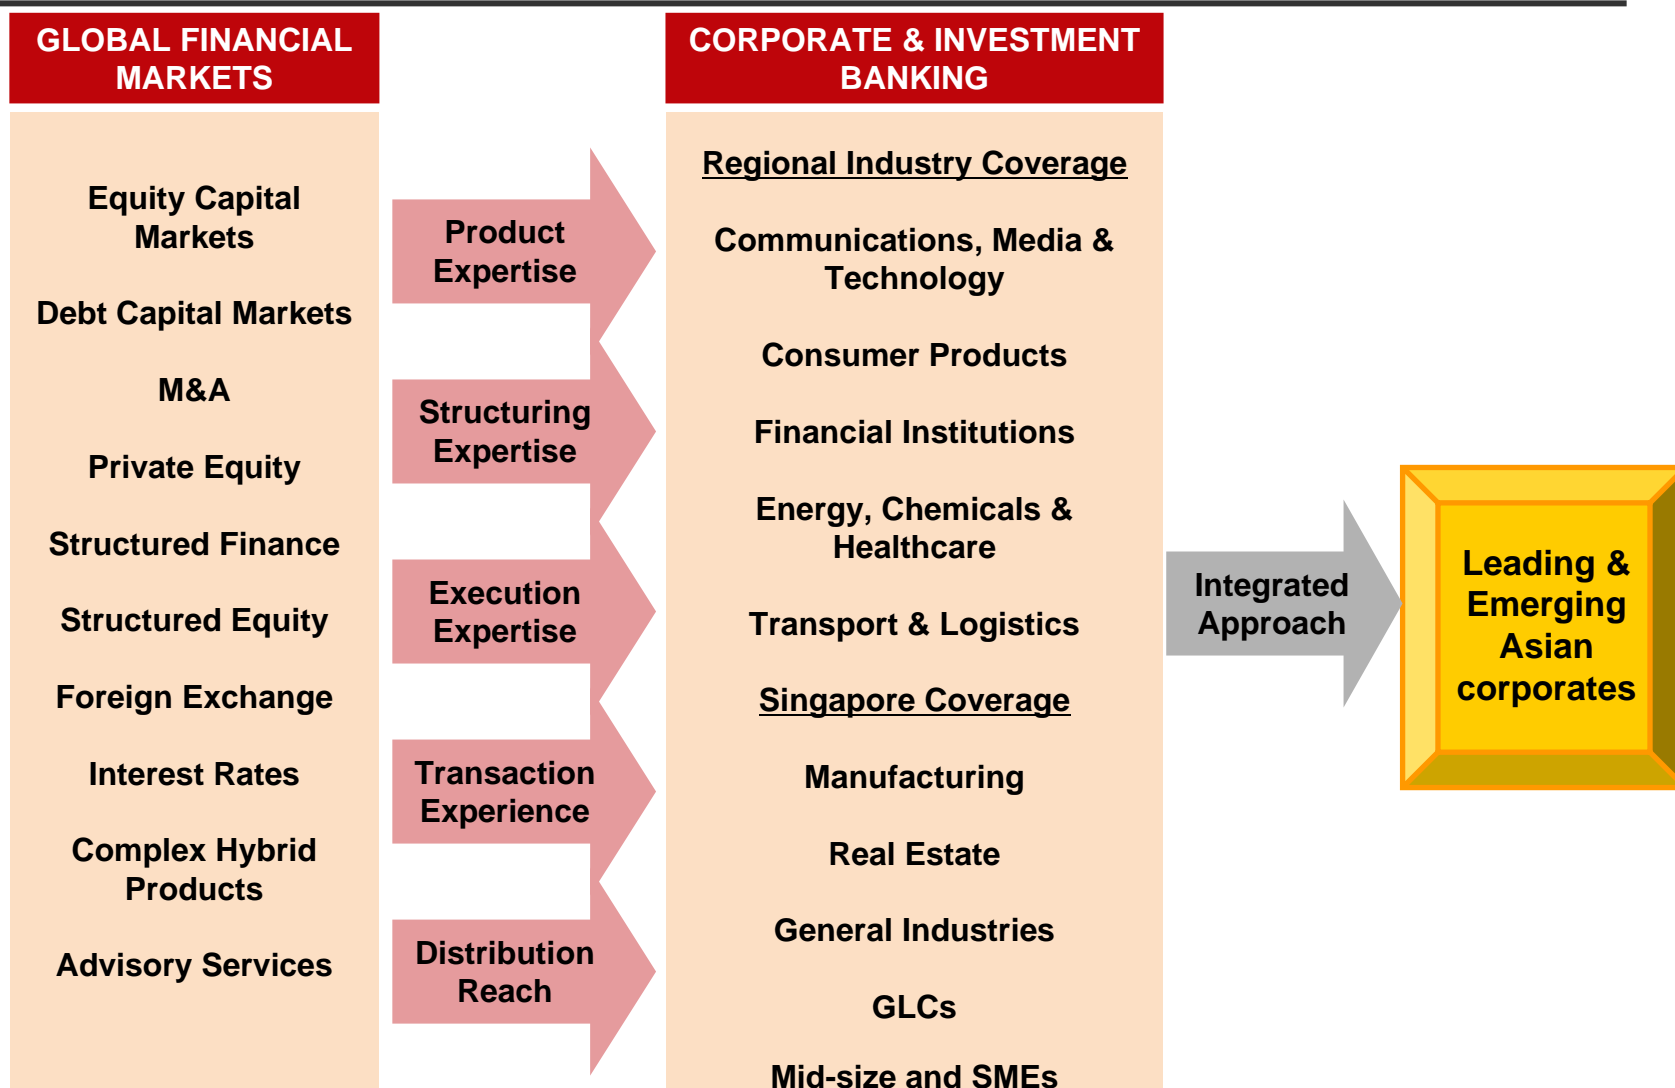 GLOBAL FINANCIAL
MARKETS
Equity Capital
Markets
Debt Capital Markets
M&A
Private Equity
Structured Finance
Structured Equity
Foreign Exchange
Interest Rates
Complex Hybrid
Products
Advisory Services
Product
Expertise
Structuring
Expertise
Execution
Expertise
Transaction
Experience
Distribution
Reach
CORPORATE & INVESTMENT
BANKING
Regional Industry Coverage
Communications, Media &
Technology
Consumer Products
Financial Institutions
Energy, Chemicals &
Healthcare
Transport & Logistics
Singapore Coverage
Manufacturing
Real Estate
General Industries
GLCs
Mid-size and SMEs
Integrated
Approach
Leading &
Emerging
Asian
corporates